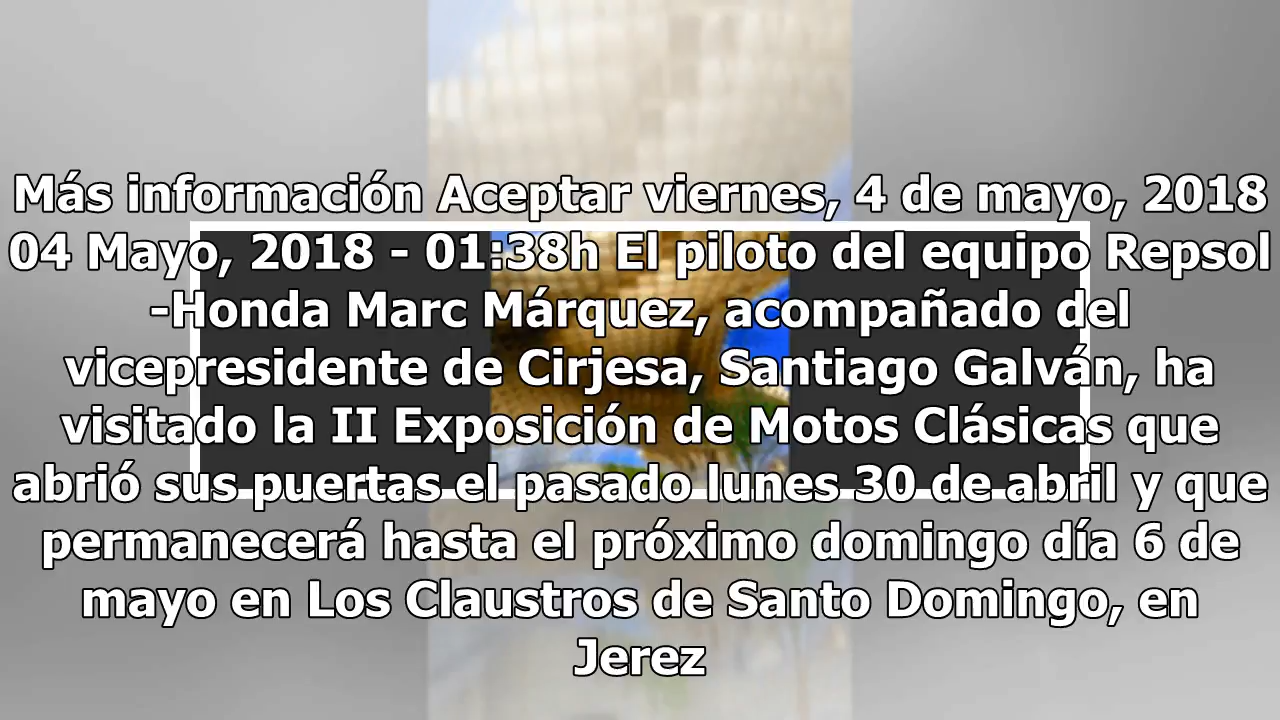 Más información Aceptar viernes, 4 de mayo, 2018
04 Mayo, 2018 - 01:38h El piloto del equipo Repsol
-Honda Marc Márquez, acompañado del
vicepresidente de Cirjesa, Santiago Galván, ha
visitado la II Exposición de Motos Clásicas que
abrió sus puertas el pasado lunes 30 de abril y que
permanecerá hasta el próximo domingo día 6 de
mayo en Los Claustros de Santo Domingo, en
Jerez